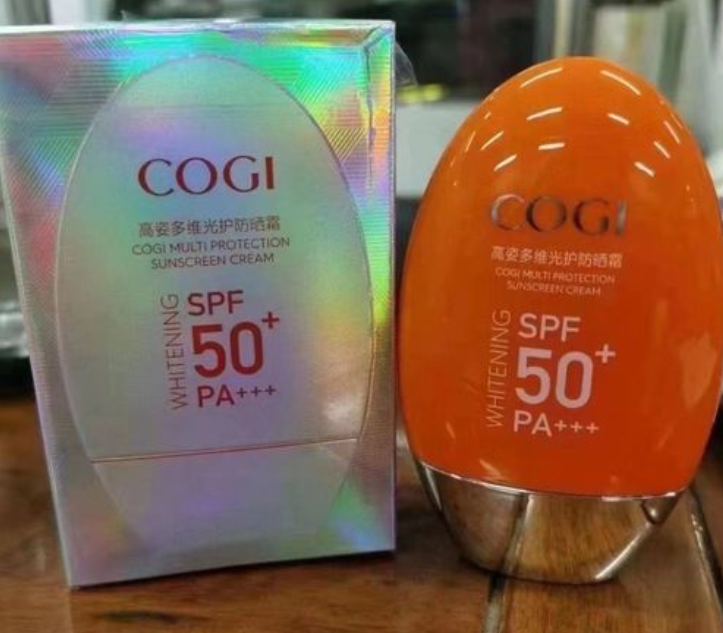 COGI
高姿多维光护防晒霜
COGI MULTI PROTECTION
SUNSCREEN CREAM
WHITENING
SPF
50+
PA+++
COGI
高姿多维光护防晒霜
COGI MULTI PROTECTION
SUNSCREEN CREAM
WHITENING
SPF
50+
PA+++